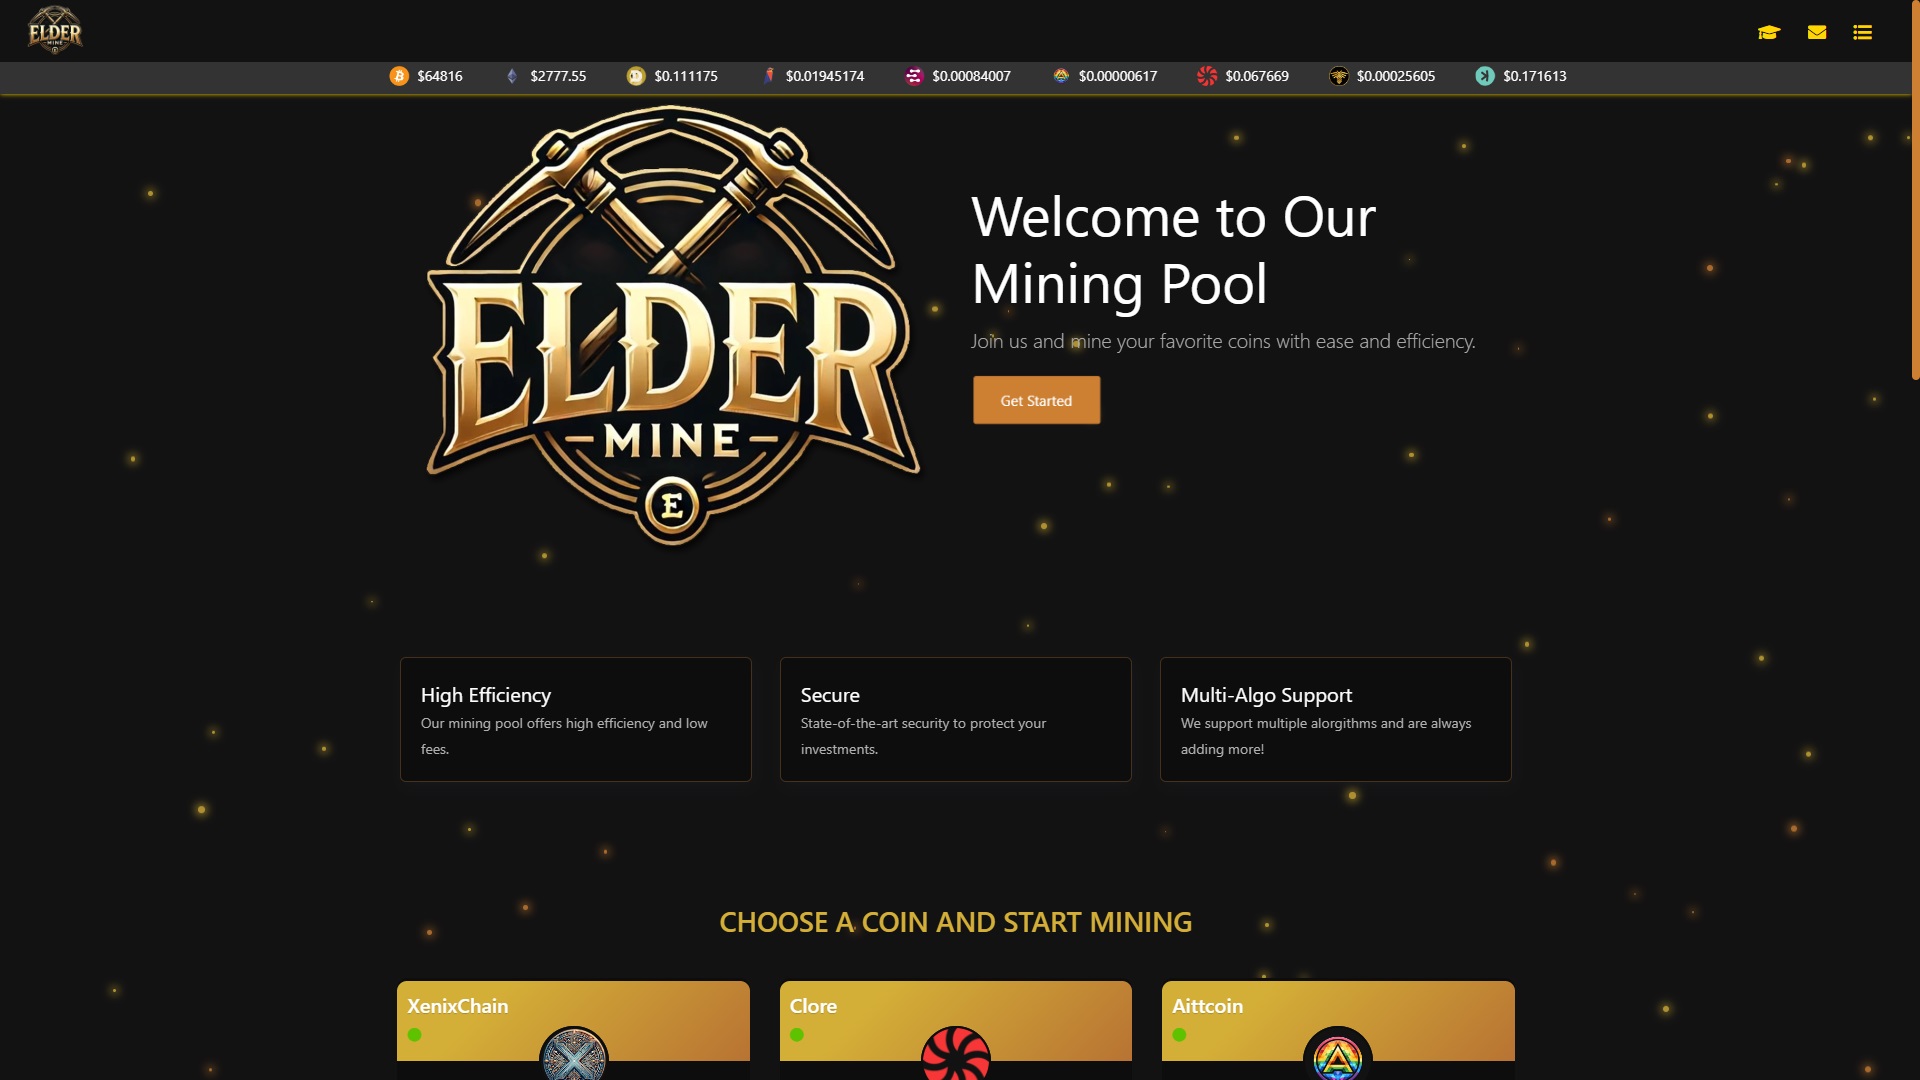 ELDER
MINE
$64816
$2777.55
$0.111175
$0.01945174
$0.00084007
$0.00000617
$0.067669
$0.00025605
$0.171613
ELDER
MINE
E
Welcome to Our
Mining Pool
Join us and mine your favorite coins with ease and efficiency.
Get Started
High Efficiency
Our mining pool offers high efficiency and low
fees.
Secure
State-of-the-art security to protect your
investments.
Multi-Algo Support
We support multiple alorgithms and are always
adding more!
CHOOSE A COIN AND START MINING
XenixChain
Clore
Aittcoin